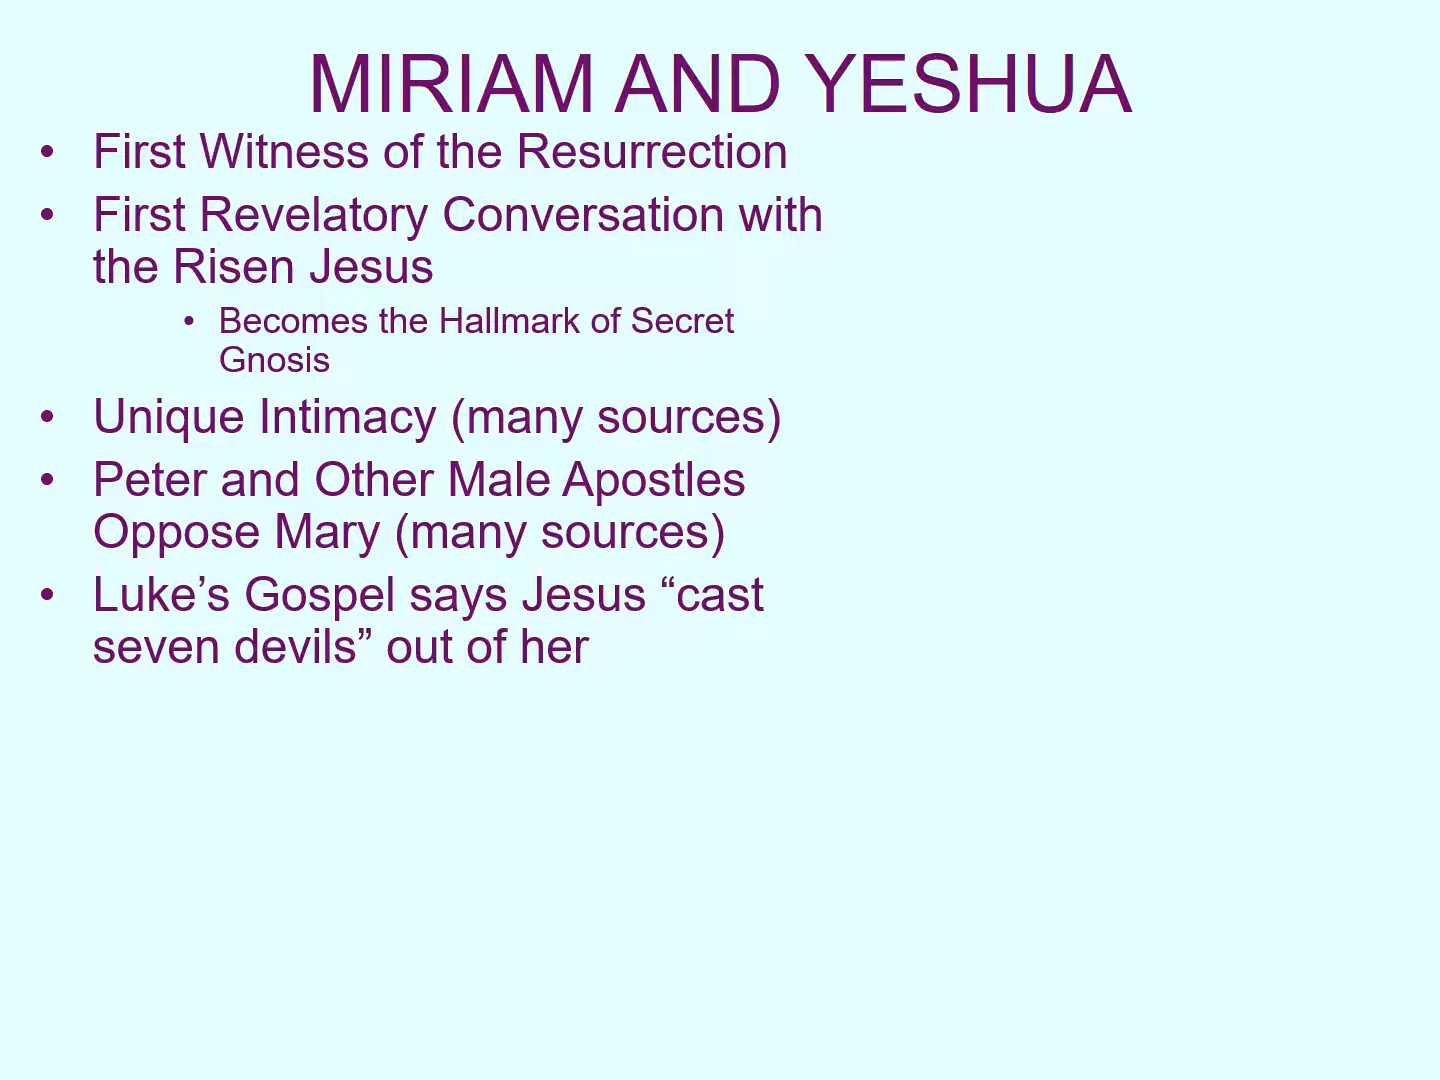 MIRIAM AND YESHUA
• First Witness of the Resurrection
• First Revelatory Conversation with
the Risen Jesus
• Becomes the Hallmark of Secret
Gnosis
• Unique Intimacy (many sources)
• Peter and Other Male Apostles
Oppose Mary (many sources)
• Luke’s Gospel says Jesus “cast
seven devils” out of her